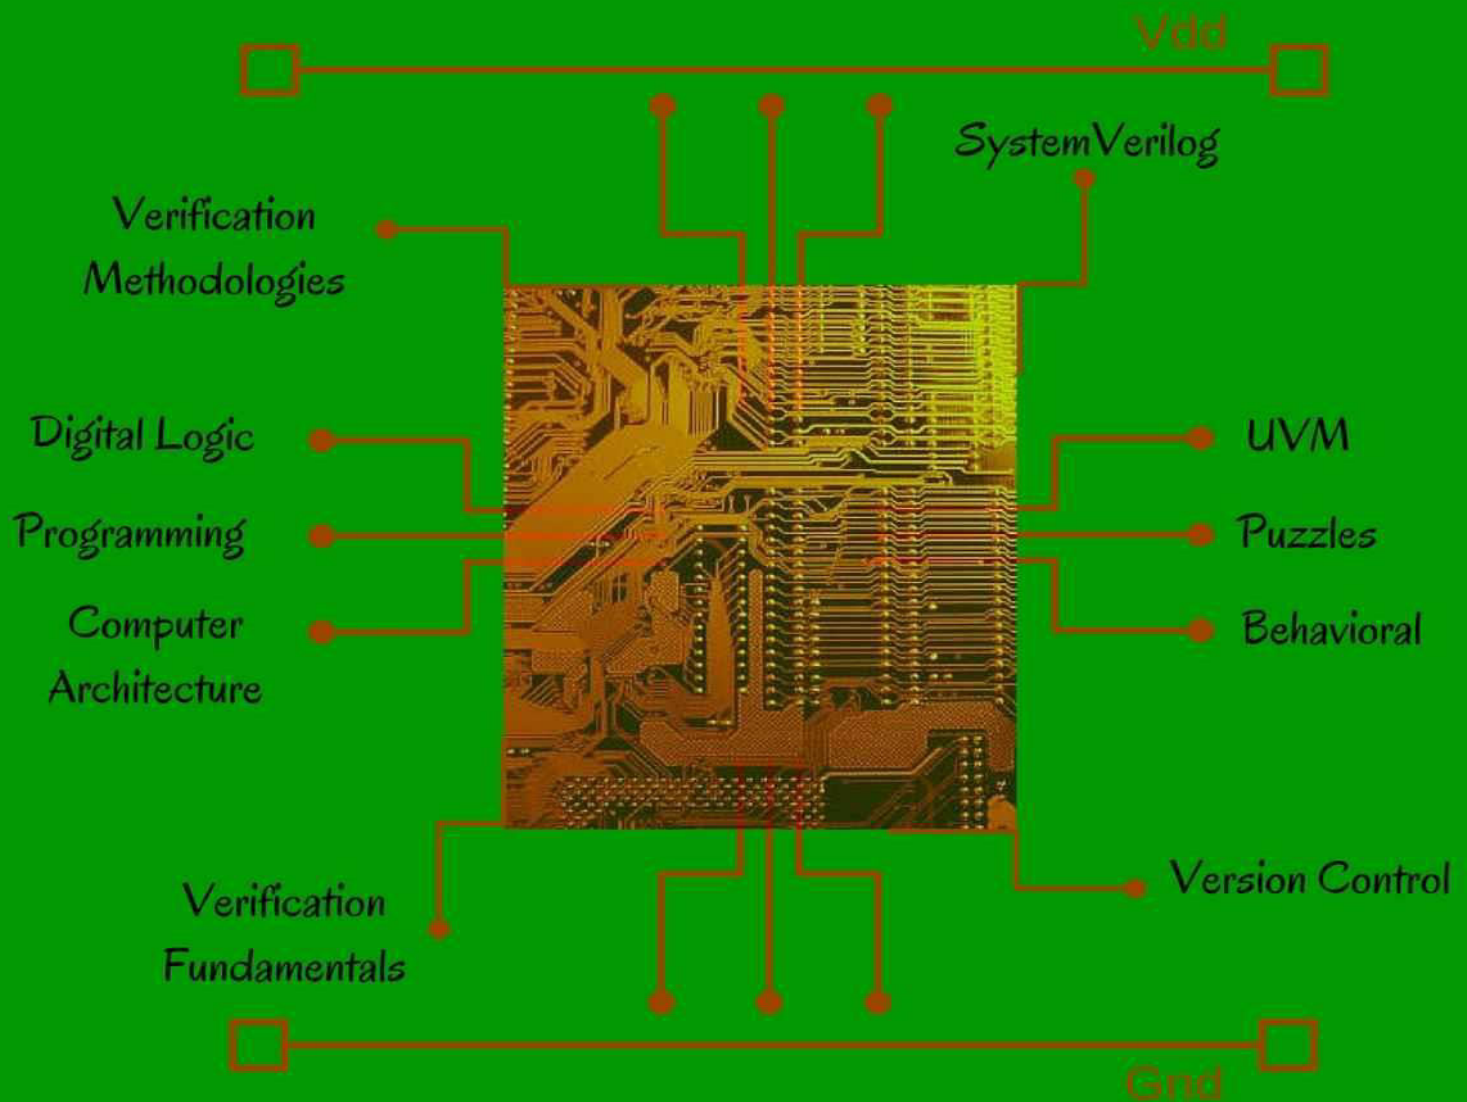 Vdd
SystemVerilog
Verification
Methodologies
Digital Logic
UVM
Programming
Puzzles
Computer
Architecture
Behavioral
Version Control
Verification
Fundamentals
Gnd